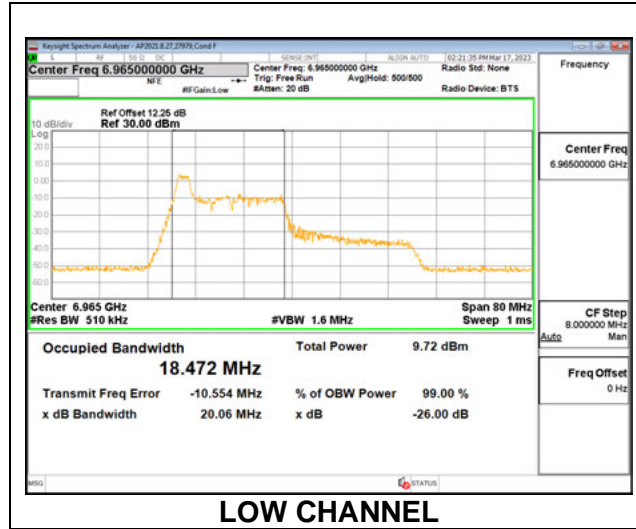 Keysight Spectrum Analyzer - AP2021.8.27,27979,Cond F
L RF 50 Ω DC SENSE:INT ALIGN AUTO 02:21:35 PM Mar 17, 2023
Center Freq 6.965000000 GHz
NFE
#IFGain:Low
Center Freq: 6.965000000 GHz
Trig: Free Run Avg|Hold: 500/500
#Atten: 20 dB
Radio Std: None
Radio Device: BTS
Frequency
Ref Offset 12.25 dB
10 dB/div Ref 30.00 dBm
Log
20.0
10.0
0.00
-10.0
-20.0
-30.0
-40.0
-50.0
-60.0
Center Freq
6.965000000 GHz
Center 6.965 GHz Span 80 MHz
#Res BW 510 kHz #VBW 1.6 MHz Sweep 1 ms
CF Step
8.000000 MHz
Auto Man
Occupied Bandwidth Total Power 9.72 dBm
18.472 MHz
Transmit Freq Error -10.554 MHz % of OBW Power 99.00 %
x dB Bandwidth 20.06 MHz x dB -26.00 dB
Freq Offset
0 Hz
MSG STATUS
LOW CHANNEL